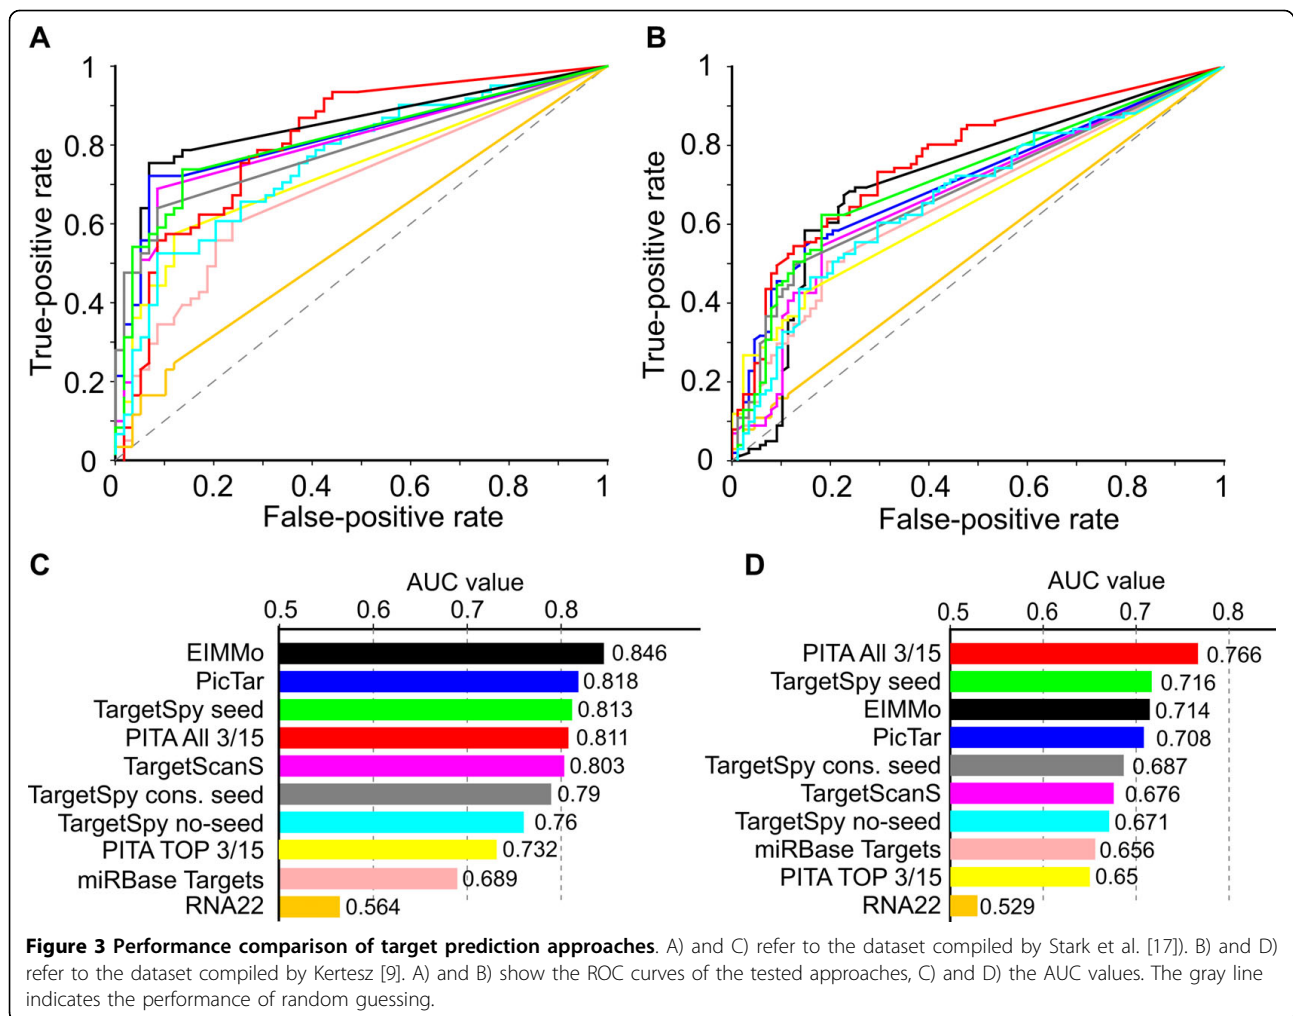 A
B
1
0.8
0.6
0.4
0.2
0
True-positive rate
0 0.2 0.4 0.6 0.8 1
False-positive rate
1
0.8
0.6
0.4
0.2
0
True-positive rate
0 0.2 0.4 0.6 0.8 1
False-positive rate
C
AUC value
0.5 0.6 0.7 0.8
EIMMo 0.846
PicTar 0.818
TargetSpy seed 0.813
PITA All 3/15 0.811
TargetScanS 0.803
TargetSpy cons. seed 0.79
TargetSpy no-seed 0.76
PITA TOP 3/15 0.732
miRBase Targets 0.689
RNA22 0.564
D
AUC value
0.5 0.6 0.7 0.8
PITA All 3/15 0.766
TargetSpy seed 0.716
EIMMo 0.714
PicTar 0.708
TargetSpy cons. seed 0.687
TargetScanS 0.676
TargetSpy no-seed 0.671
miRBase Targets 0.656
PITA TOP 3/15 0.65
RNA22 0.529
Figure 3 Performance comparison of target prediction approaches. A) and C) refer to the dataset compiled by Stark et al. [17]). B) and D)
refer to the dataset compiled by Kertesz [9]. A) and B) show the ROC curves of the tested approaches, C) and D) the AUC values. The gray line
indicates the performance of random guessing.